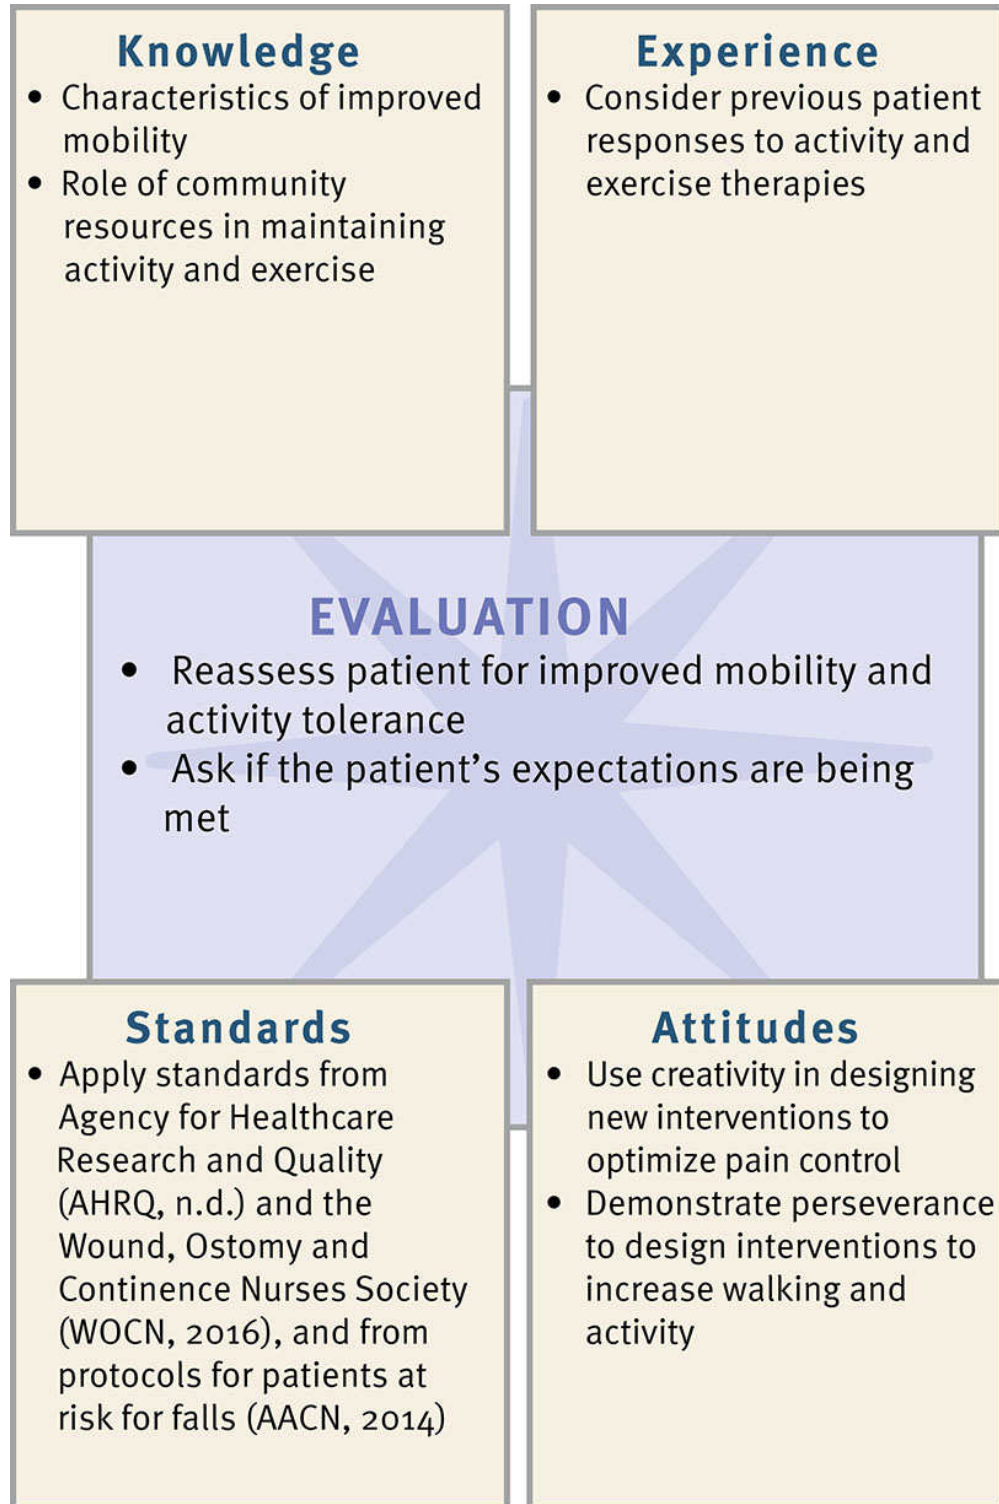 Knowledge
• Characteristics of improved
mobility
• Role of community
resources in maintaining
activity and exercise
Experience
• Consider previous patient
responses to activity and
exercise therapies
EVALUATION
• Reassess patient for improved mobility and
activity tolerance
• Ask if the patient’s expectations are being
met
Standards
• Apply standards from
Agency for Healthcare
Research and Quality
(AHRQ, n.d.) and the
Wound, Ostomy and
Continence Nurses Society
(WOCN, 2016), and from
protocols for patients at
risk for falls (AACN, 2014)
Attitudes
• Use creativity in designing
new interventions to
optimize pain control
• Demonstrate perseverance
to design interventions to
increase walking and
activity